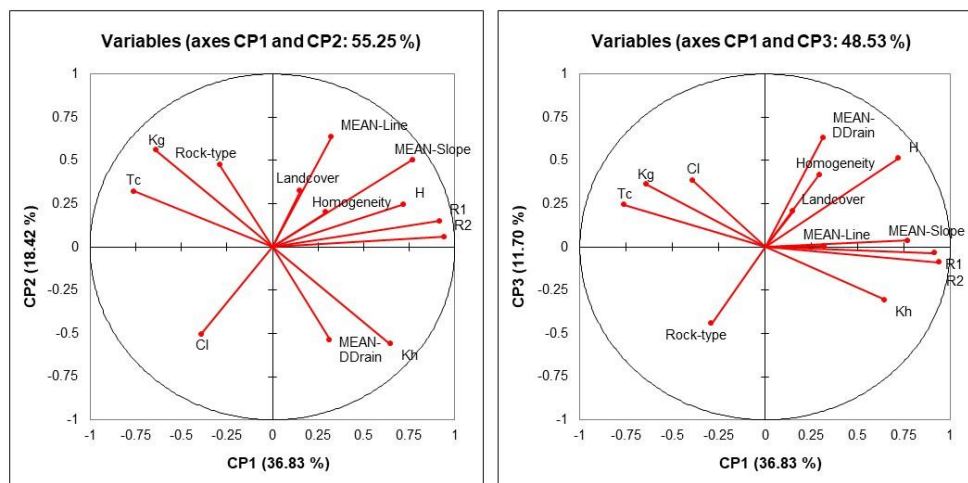 Variables (axes CP1 and CP2: 55.25 %)
1
0.75
0.5
0.25
0
-0.25
-0.5
-0.75
-1
-1
-0.75
-0.5
-0.25
0
0.25
0.5
0.75
1
CP2 (18.42 %)
CP1 (36.83 %)
MEAN-Line
Kg
Rock-type
MEAN-Slope
Tc
Landcover
H
Homogeneity
R1
R2
Cl
MEAN-
DDrain
Kh
Variables (axes CP1 and CP3: 48.53 %)
1
0.75
0.5
0.25
0
-0.25
-0.5
-0.75
-1
-1
-0.75
-0.5
-0.25
0
0.25
0.5
0.75
1
CP3 (11.70 %)
CP1 (36.83 %)
MEAN-
DDrain
H
Homogeneity
Kg
Cl
Tc
Landcover
MEAN-Line
MEAN-Slope
R1
R2
Kh
Rock-type